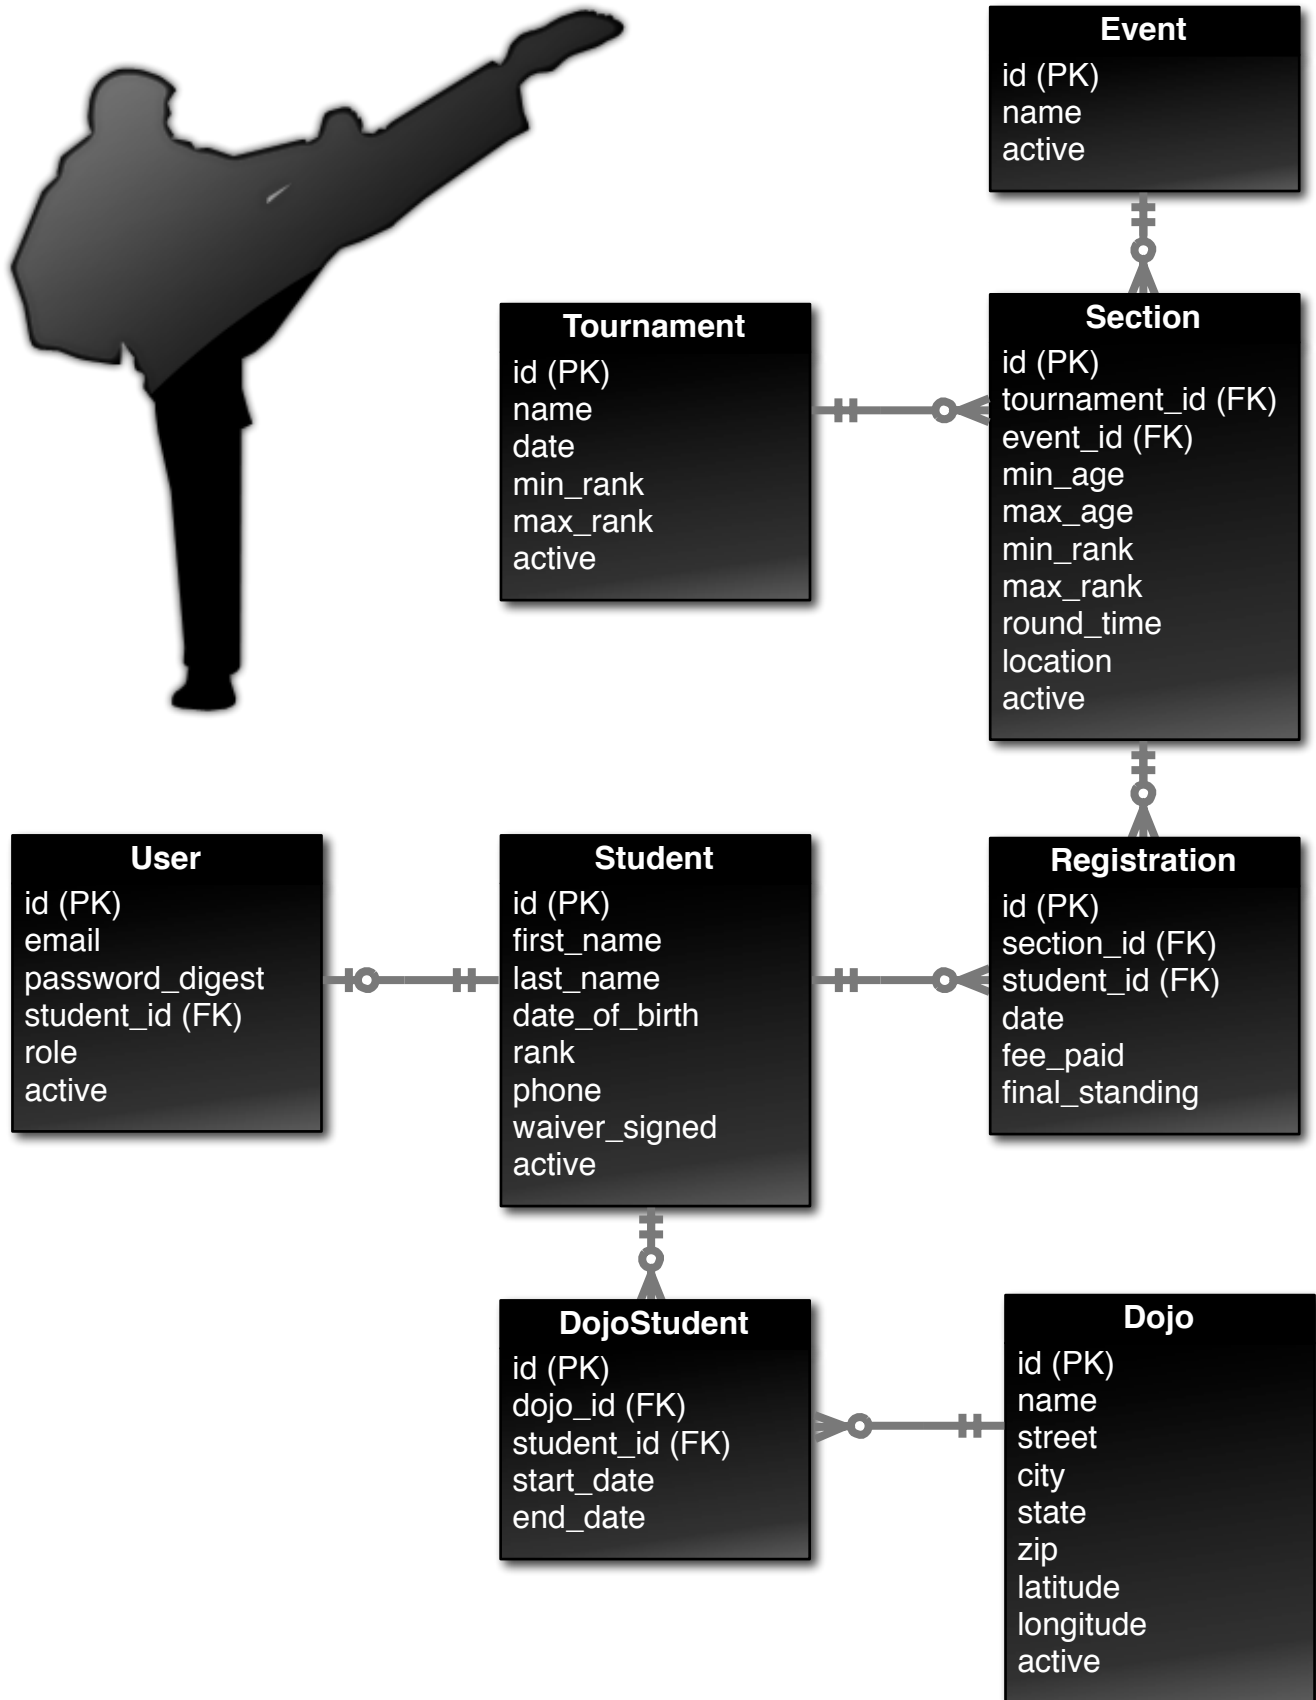 Event
id (PK)
name
active
Tournament
id (PK)
name
date
min_rank
max_rank
active
Section
id (PK)
tournament_id (FK)
event_id (FK)
min_age
max_age
min_rank
max_rank
round_time
location
active
User
id (PK)
email
password_digest
student_id (FK)
role
active
Student
id (PK)
first_name
last_name
date_of_birth
rank
phone
waiver_signed
active
Registration
id (PK)
section_id (FK)
student_id (FK)
date
fee_paid
final_standing
DojoStudent
id (PK)
dojo_id (FK)
student_id (FK)
start_date
end_date
Dojo
id (PK)
name
street
city
state
zip
latitude
longitude
active